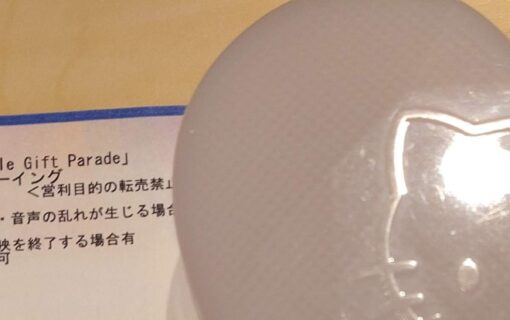 le Gift Parade」
ーイング
＜営利目的の転売禁止
・音声の乱れが生じる場合
映を終了する場合有
可